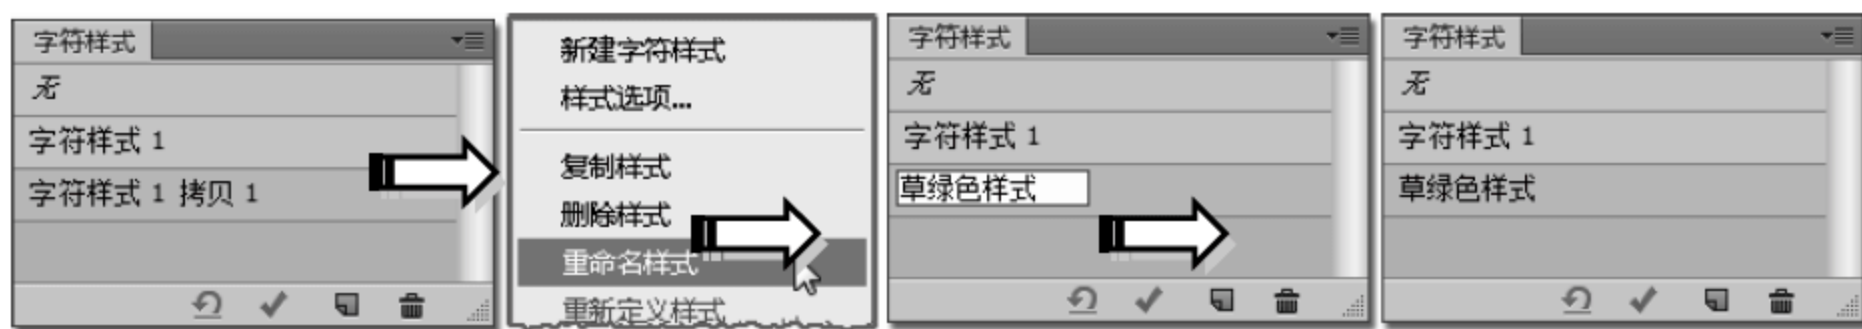 字符样式
无
字符样式 1
字符样式 1 拷贝 1
新建字符样式
样式选项...
复制样式
删除样式
重命名样式
重新定义样式
字符样式
无
字符样式 1
草绿色样式
字符样式
无
字符样式 1
草绿色样式